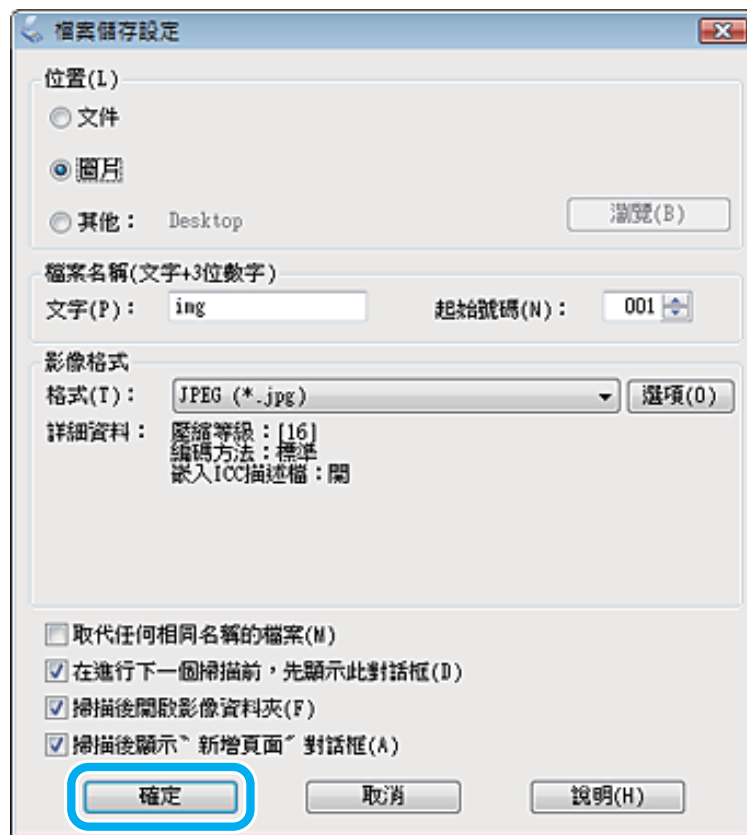 檔案儲存設定
位置(L)
文件
圖片
其他： Desktop 瀏覽(B)
檔案名稱(文字+3位數字)
文字(P)： img 起始號碼(N)： 001
影像格式
格式(T)： JPEG (*.jpg) 選項(O)
詳細資料： 壓縮等級：[16]
編碼方法：標準
嵌入ICC描述檔：開
取代任何相同名稱的檔案(M)
在進行下一個掃描前，先顯示此對話框(D)
掃描後開啟影像資料夾(F)
掃描後顯示〝新增頁面〞對話框(A)
確定 取消 說明(H)